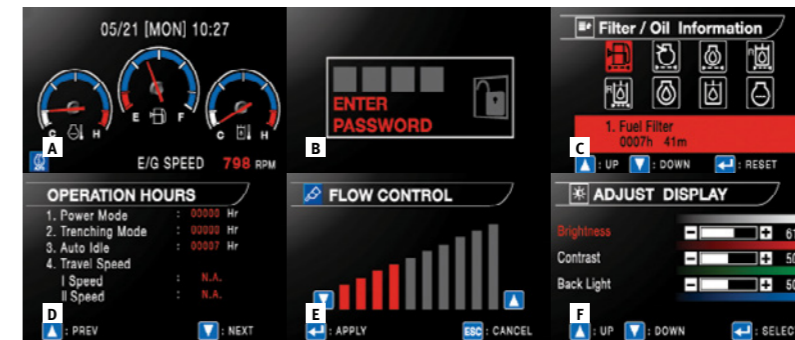 05/21 [MON] 10:27
C H
E F
C H
A
E/G SPEED 798 RPM
ENTER
PASSWORD
B
Filter / Oil Information
1. Fuel Filter
0007h 41m
C
: UP : DOWN : RESET
OPERATION HOURS
1. Power Mode : 00000 Hr
2. Trenching Mode : 00000 Hr
3. Auto Idle : 00007 Hr
4. Travel Speed
I Speed : N.A.
II Speed : N.A.
D
: PREV : NEXT
FLOW CONTROL
E
: APPLY ESC : CANCEL
ADJUST DISPLAY
Brightness
Contrast 50
Back Light 50
F
: UP : DOWN : SELEC